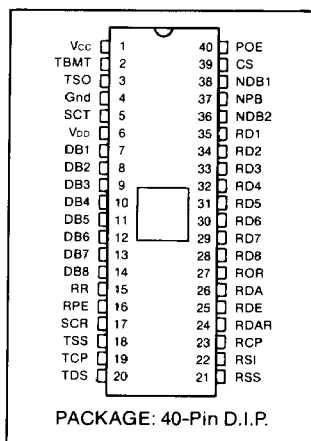 Vcc 1 40 POE
TBMT 2 39 CS
TSO 3 38 NDB1
Gnd 4 37 NPB
SCT 5 36 NDB2
VDD 6 35 RD1
DB1 7 34 RD2
DB2 8 33 RD3
DB3 9 32 RD4
DB4 10 31 RD5
DB5 11 30 RD6
DB6 12 29 RD7
DB7 13 28 RD8
DB8 14 27 ROR
RR 15 26 RDA
RPE 16 25 RDE
SCR 17 24 RDAR
TSS 18 23 RCP
TCP 19 22 RSI
TDS 20 21 RSS
PACKAGE: 40-Pin D.I.P.